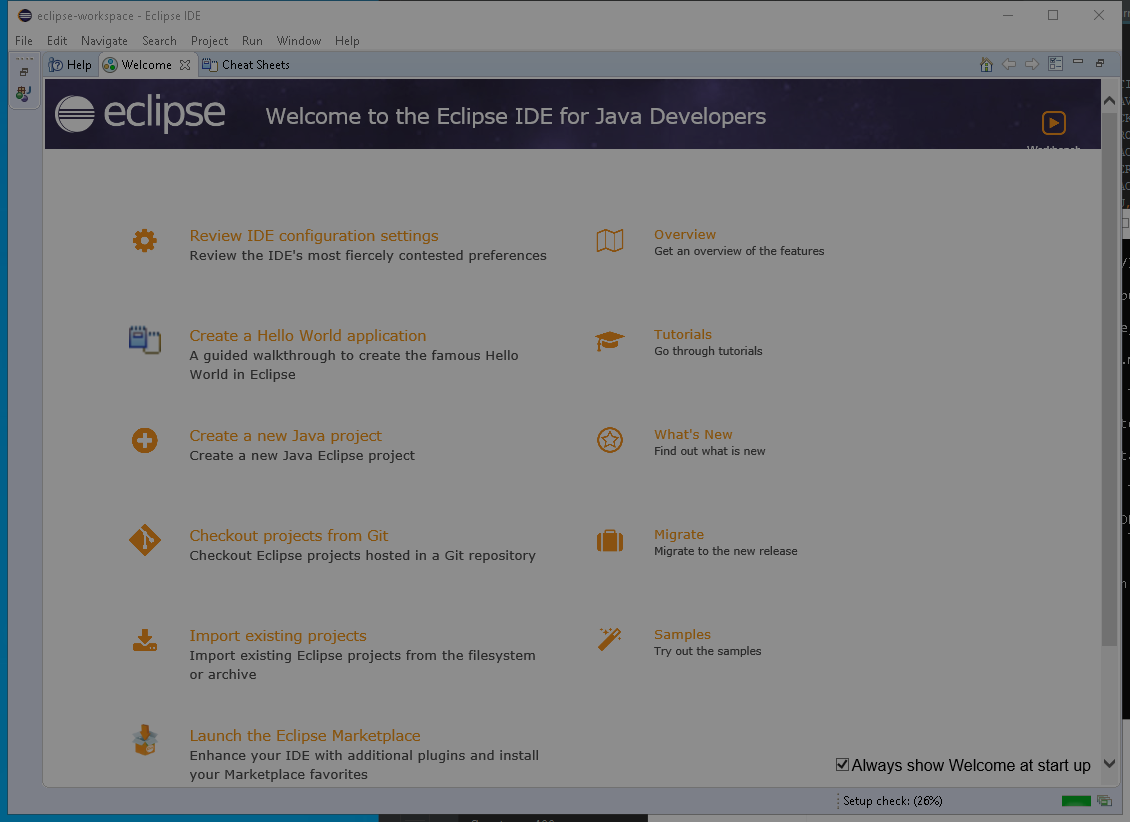 eclipse-workspace - Eclipse IDE
File Edit Navigate Search Project Run Window Help
Help Welcome Cheat Sheets
eclipse Welcome to the Eclipse IDE for Java Developers
Workbench
Review IDE configuration settings
Review the IDE's most fiercely contested preferences
Overview
Get an overview of the features
Create a Hello World application
A guided walkthrough to create the famous Hello
World in Eclipse
Tutorials
Go through tutorials
Create a new Java project
Create a new Java Eclipse project
What's New
Find out what is new
Checkout projects from Git
Checkout Eclipse projects hosted in a Git repository
Migrate
Migrate to the new release
Import existing projects
Import existing Eclipse projects from the filesystem
or archive
Samples
Try out the samples
Launch the Eclipse Marketplace
Enhance your IDE with additional plugins and install
your Marketplace favorites
Always show Welcome at start up
Setup check: (26%)